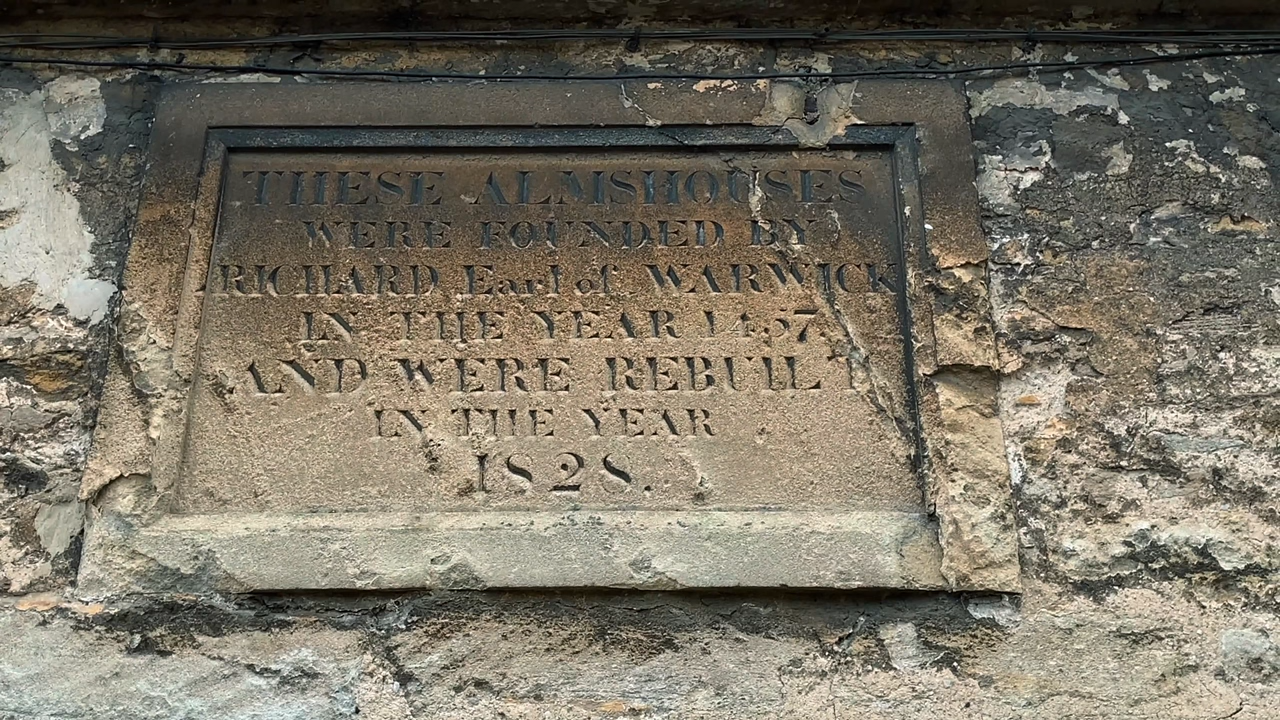 THESE ALMSHOUSES
WERE FOUNDED BY
RICHARD Earl of WARWICK
IN THE YEAR 1457.
AND WERE REBUILT
IN THE YEAR
1828.